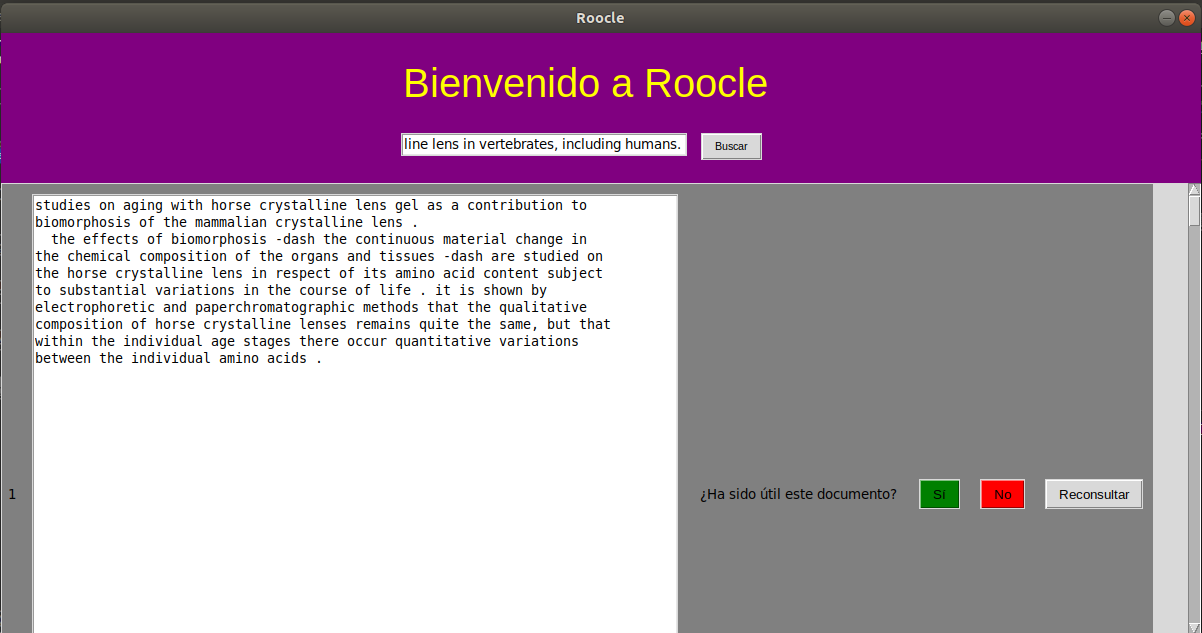 Roocle
Bienvenido a Roocle
line lens in vertebrates, including humans.
Buscar
studies on aging with horse crystalline lens gel as a contribution to
biomorphosis of the mammalian crystalline lens .
the effects of biomorphosis -dash the continuous material change in
the chemical composition of the organs and tissues -dash are studied on
the horse crystalline lens in respect of its amino acid content subject
to substantial variations in the course of life . it is shown by
electrophoretic and paperchromatographic methods that the qualitative
composition of horse crystalline lenses remains quite the same, but that
within the individual age stages there occur quantitative variations
between the individual amino acids .
1
¿Ha sido útil este documento?
Sí
No
Reconsultar